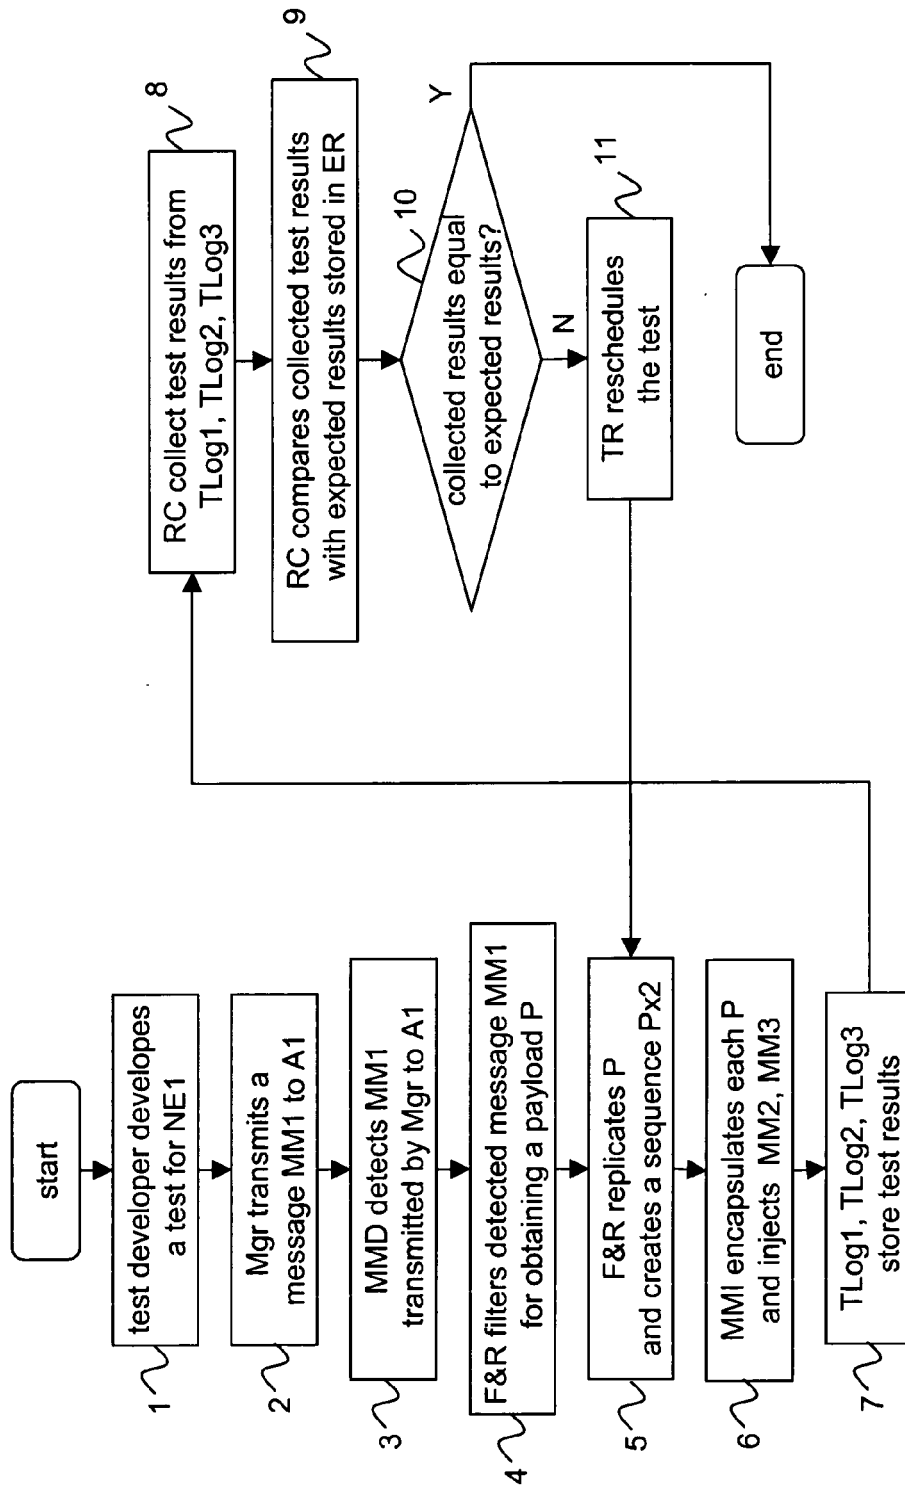 start
test developer developes
a test for NE1
1
Mgr transmits a
message MM1 to A1
2
MMD detects MM1
transmitted by Mgr to A1
3
F&R filters detected message MM1
for obtaining a payload P
4
F&R replicates P
and creates a sequence Px2
5
MMI encapsulates each P
and injects MM2, MM3
6
TLog1, TLog2, TLog3
store test results
7
RC collect test results from
TLog1, TLog2, TLog3
8
RC compares collected test results
with expected results stored in ER
9
collected results equal
to expected results?
10
Y
N
TR reschedules
the test
11
end